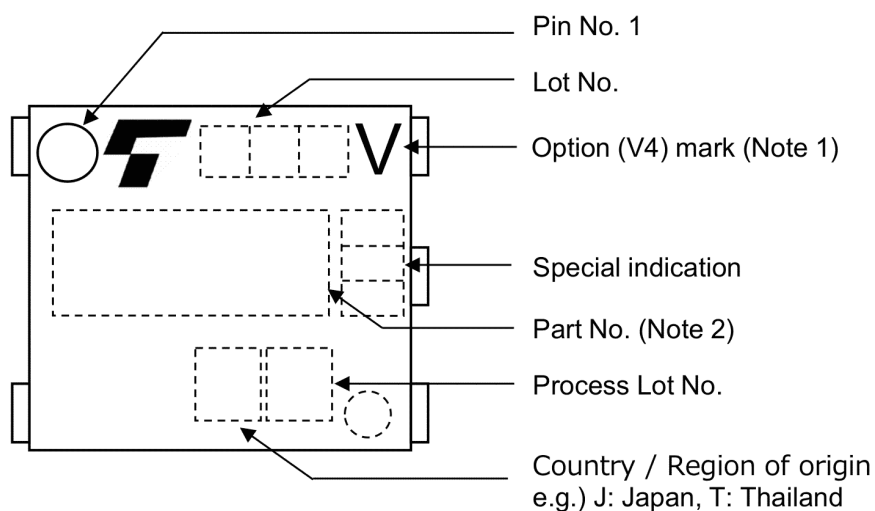 Pin No. 1
Lot No.
V
Option (V4) mark (Note 1)
Special indication
Part No. (Note 2)
Process Lot No.
Country / Region of origin
e.g.) J: Japan, T: Thailand